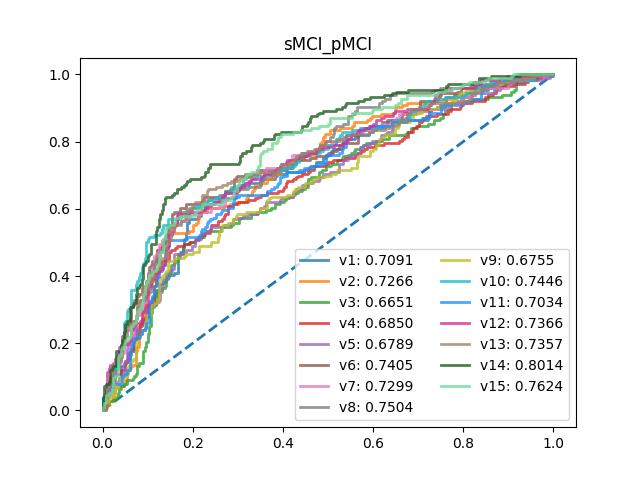 sMCI_pMCI
1.0
0.8
0.6
0.4
0.2
0.0
0.0 0.2 0.4 0.6 0.8 1.0
v1: 0.7091
v2: 0.7266
v3: 0.6651
v4: 0.6850
v5: 0.6789
v6: 0.7405
v7: 0.7299
v8: 0.7504
v9: 0.6755
v10: 0.7446
v11: 0.7034
v12: 0.7366
v13: 0.7357
v14: 0.8014
v15: 0.7624